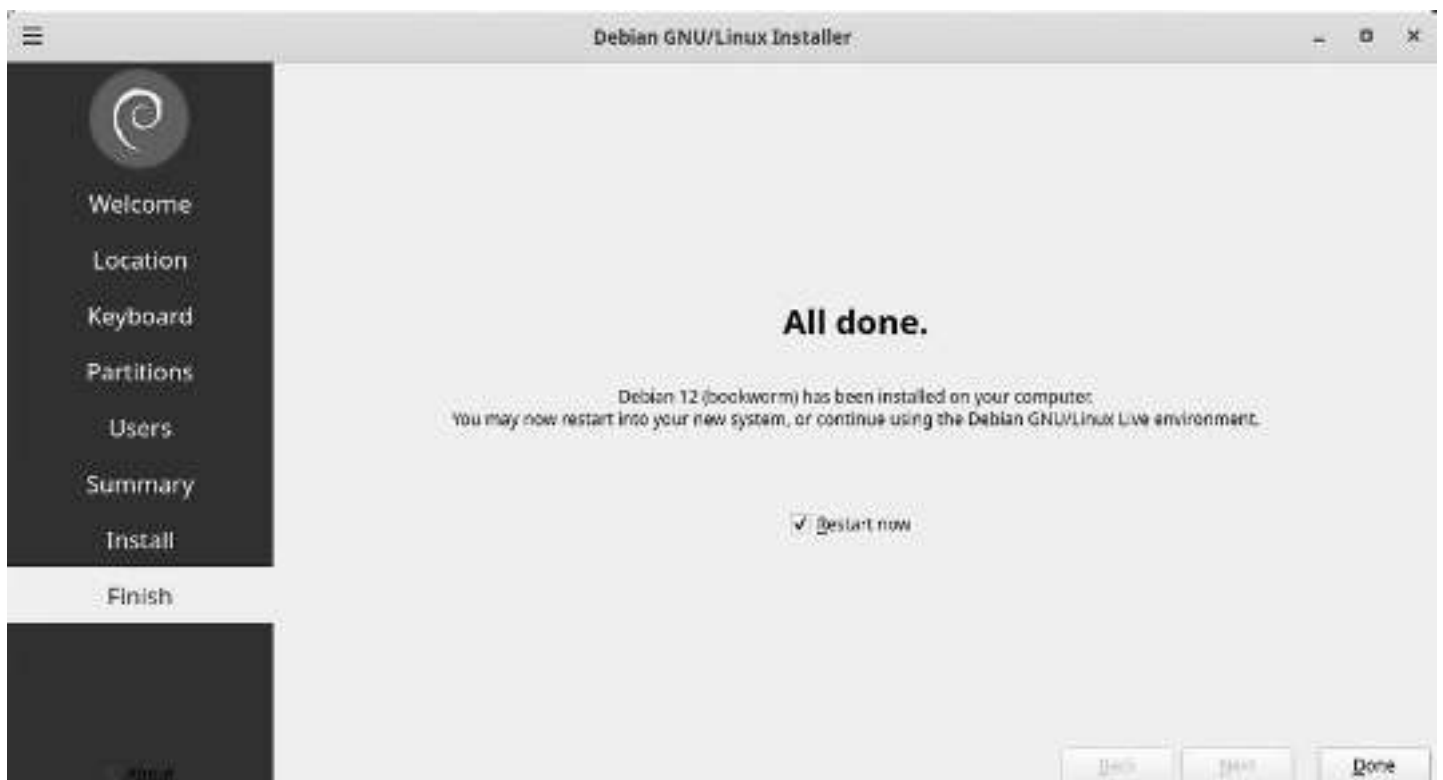 Debian GNU/Linux Installer
Welcome
Location
Keyboard
Partitions
Users
Summary
Install
Finish
All done.
Debian 12 (bookworm) has been installed on your computer.
You may now restart into your new system, or continue using the Debian GNU/Linux Live environment.
Restart now
Back
Next
Done